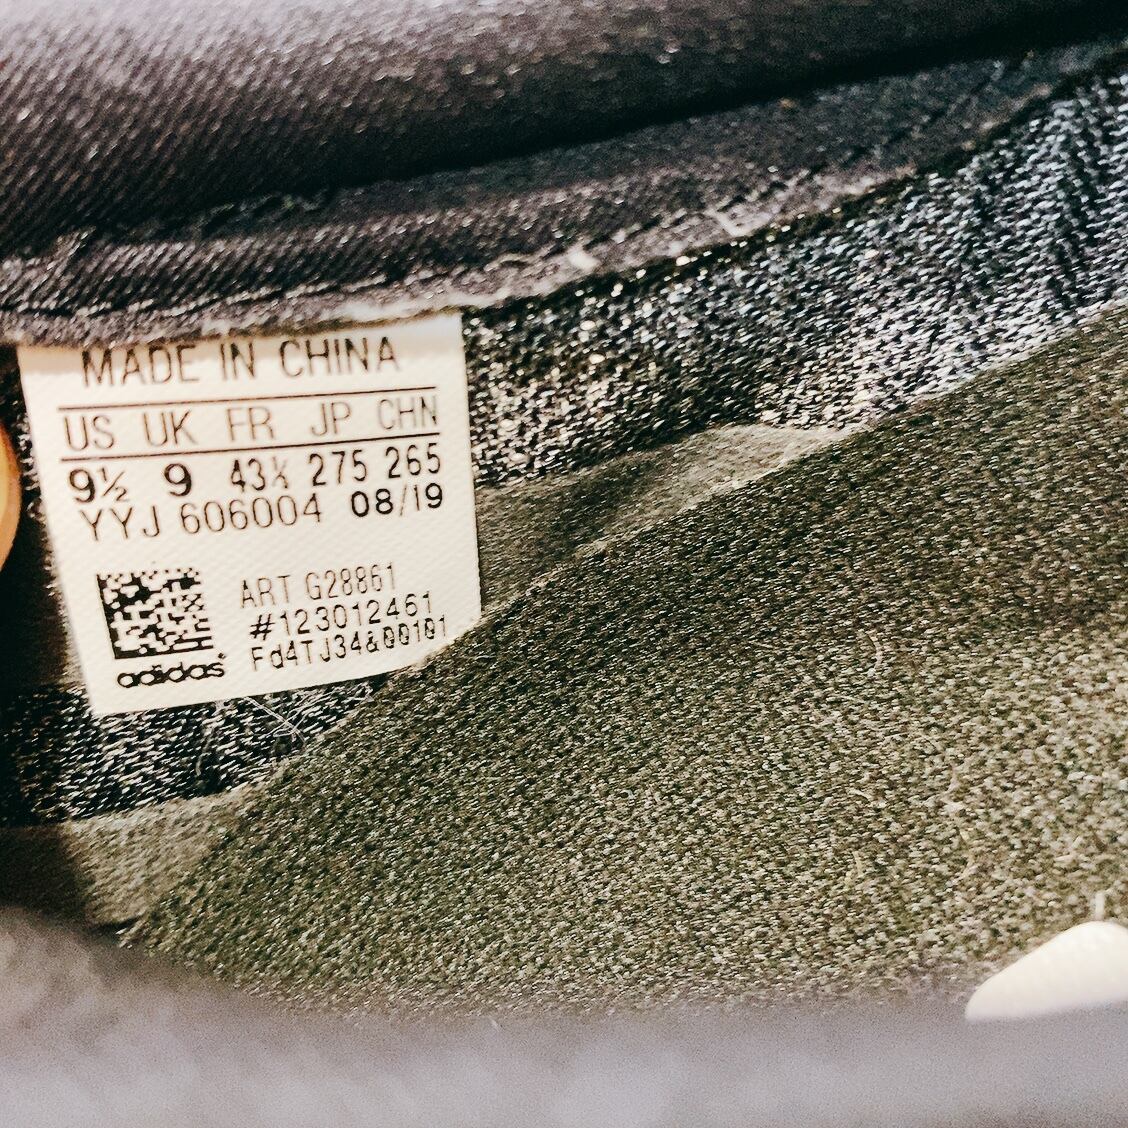 MADE IN CHINA
US UK FR JP CHN
9½ 9 43⅓ 275 265
YYJ 606004 08/19
ART G28861
#123012461
Fd4TJ34&00101
adidas